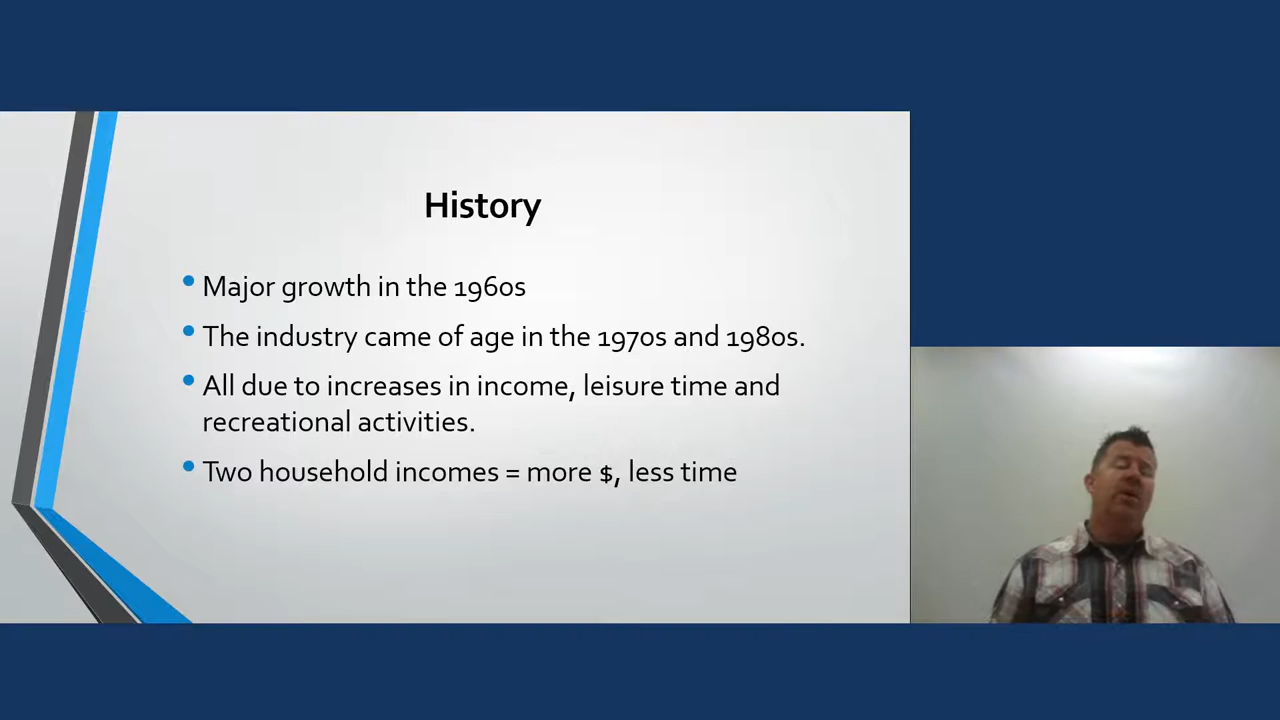 History
Major growth in the 1960s
The industry came of age in the 1970s and 1980s.
All due to increases in income, leisure time and
recreational activities.
Two household incomes = more $, less time